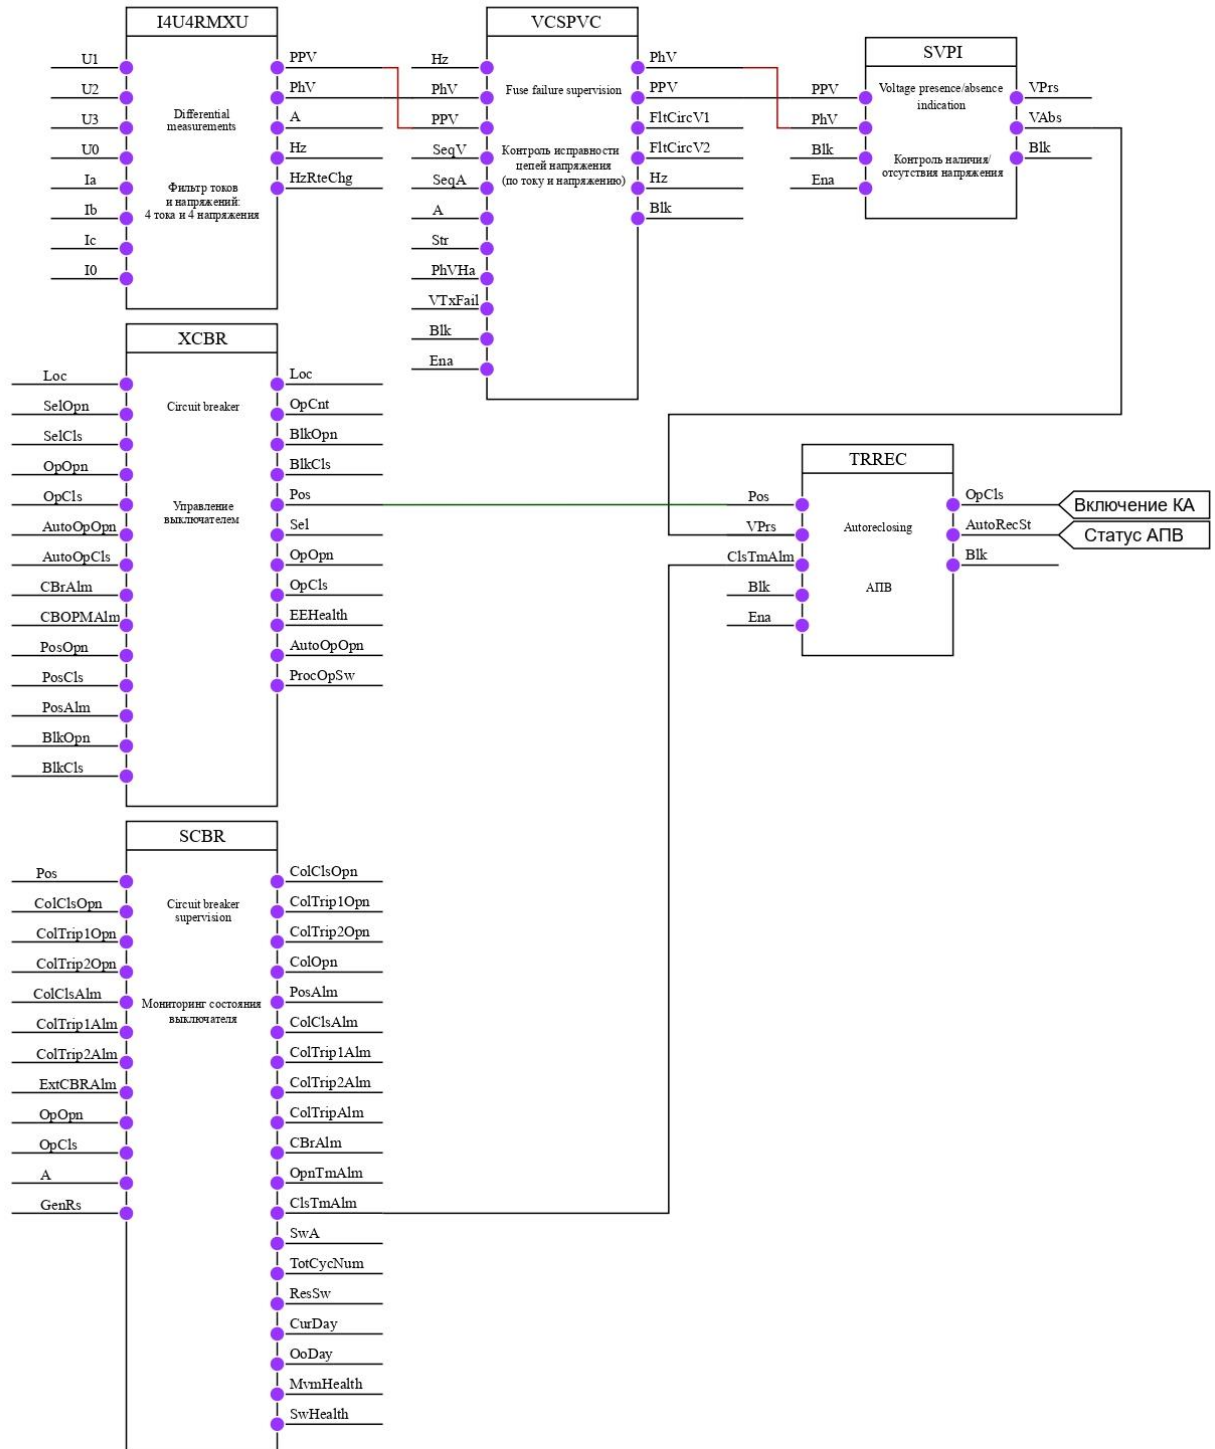 I4U4RMXU
U1
U2
U3
U0
Ia
Ib
Ic
I0
Differential
measurements
Фильтр токов
и напряжений:
4 тока и 4 напряжения
PPV
PhV
A
Hz
HzRteChg
VCSPVC
Hz
PhV
PPV
SeqV
SeqA
A
Str
PhVHa
VTxFail
Blk
Ena
Fuse failure supervision
Контроль исправности
цепей напряжения
(по току и напряжению)
PhV
PPV
FltCircV1
FltCircV2
Hz
Blk
SVPI
PPV
PhV
Blk
Ena
Voltage presence/absence
indication
Контроль наличия/
отсутствия напряжения
VPrs
VAbs
Blk
XCBR
Loc
SelOpn
SelCls
OpOpn
OpCls
AutoOpOpn
AutoOpCls
CBrAlm
CBOPMAlm
PosOpn
PosCls
PosAlm
BlkOpn
BlkCls
Circuit breaker
Управление
выключателем
Loc
OpCnt
BlkOpn
BlkCls
Pos
Sel
OpOpn
OpCls
EEHealth
AutoOpOpn
ProcOpSw
TRREC
Pos
VPrs
ClsTmAlm
Blk
Ena
Autoreclosing
АПВ
OpCls
AutoRecSt
Blk
Включение КА
Статус АПВ
SCBR
Pos
ColClsOpn
ColTrip1Opn
ColTrip2Opn
ColClsAlm
ColTrip1Alm
ColTrip2Alm
ExtCBRAlm
OpOpn
OpCls
A
GenRs
Circuit breaker
supervision
Мониторинг состояния
выключателя
ColClsOpn
ColTrip1Opn
ColTrip2Opn
ColOpn
PosAlm
ColClsAlm
ColTrip1Alm
ColTrip2Alm
ColTripAlm
CBrAlm
OpnTmAlm
ClsTmAlm
SwA
TotCycNum
ResSw
CurDay
OoDay
MvmHealth
SwHealth